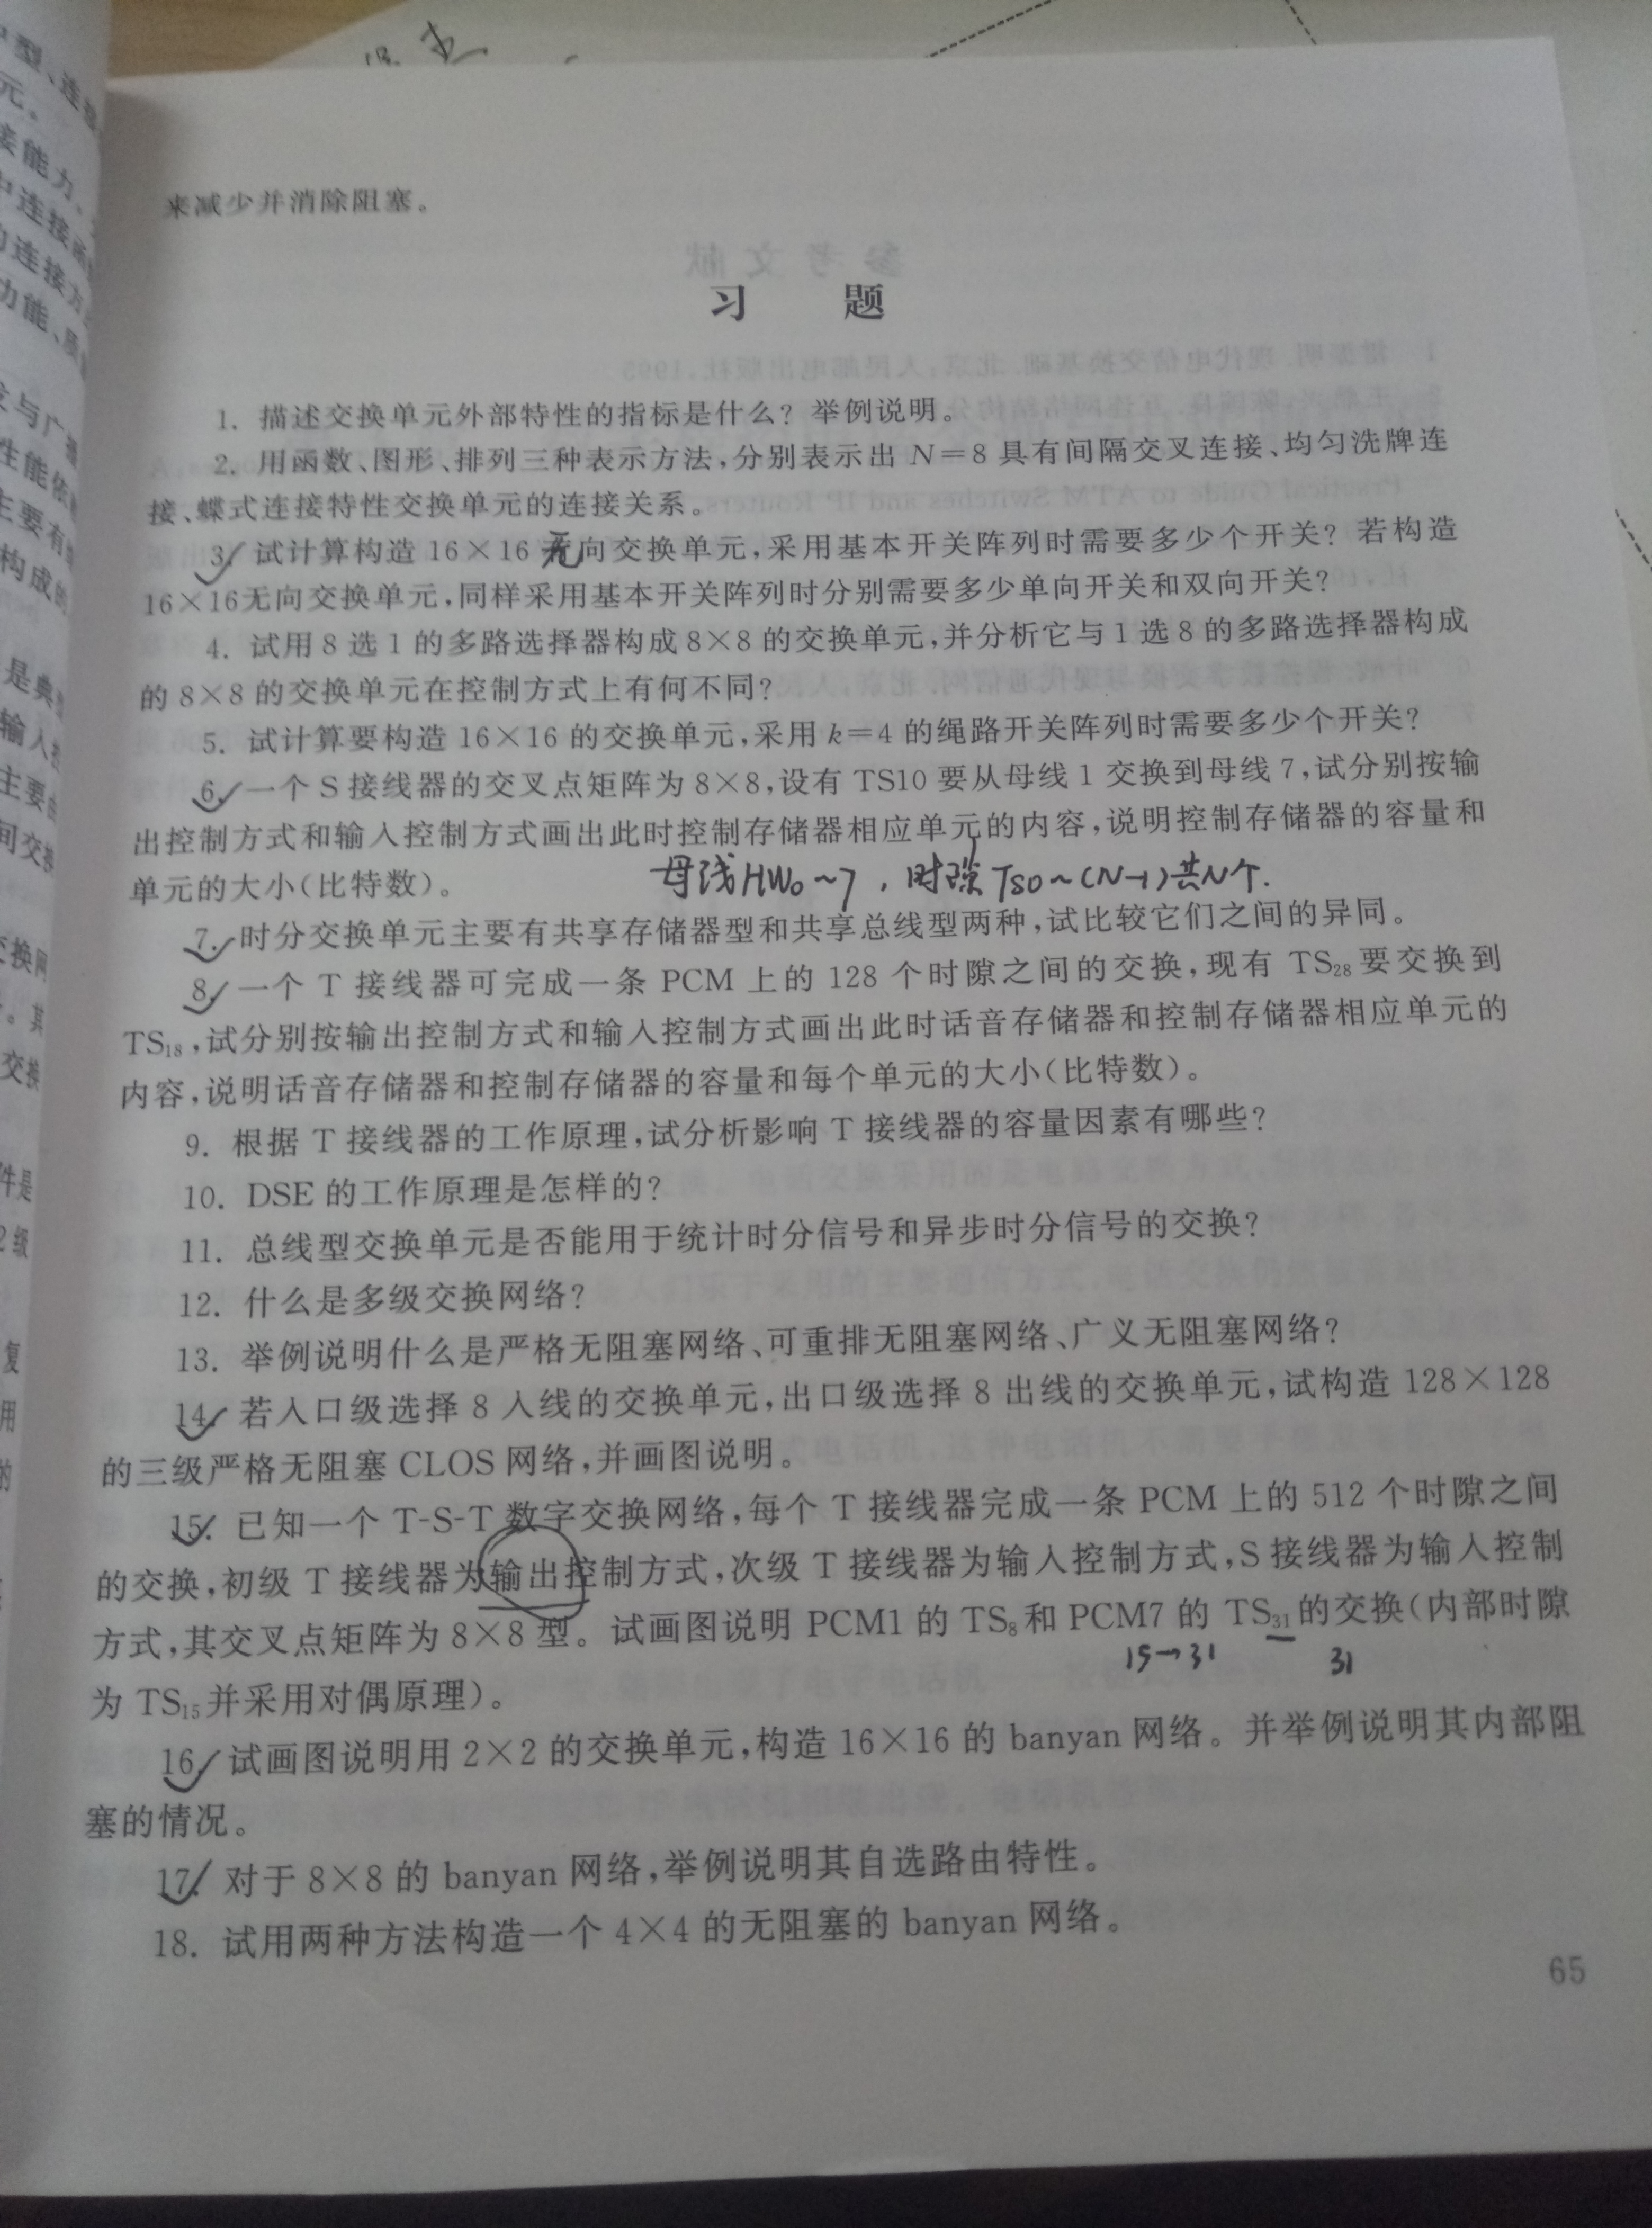 来减少并消除阻塞。
习 题
1. 描述交换单元外部特性的指标是什么?举例说明。
2. 用函数、图形、排列三种表示方法,分别表示出 N=8 具有间隔交叉连接、均匀洗牌连
接、蝶式连接特性交换单元的连接关系。
3. 试计算构造 16×16 无向交换单元,采用基本开关阵列时需要多少个开关?若构造
16×16无向交换单元,同样采用基本开关阵列时分别需要多少单向开关和双向开关?
4. 试用 8 选 1 的多路选择器构成 8×8 的交换单元,并分析它与 1 选 8 的多路选择器构成
的 8×8 的交换单元在控制方式上有何不同?
5. 试计算要构造 16×16 的交换单元,采用 k=4 的绳路开关阵列时需要多少个开关?
6. 一个 S 接线器的交叉点矩阵为 8×8,设有 TS10 要从母线 1 交换到母线 7,试分别按输
出控制方式和输入控制方式画出此时控制存储器相应单元的内容,说明控制存储器的容量和
单元的大小(比特数)。
母线HW0~7,时隙TS0~(N-1)共N个.
7. 时分交换单元主要有共享存储器型和共享总线型两种,试比较它们之间的异同。
8. 一个 T 接线器可完成一条 PCM 上的 128 个时隙之间的交换,现有 TS28 要交换到
TS18,试分别按输出控制方式和输入控制方式画出此时话音存储器和控制存储器相应单元的
内容,说明话音存储器和控制存储器的容量和每个单元的大小(比特数)。
9. 根据 T 接线器的工作原理,试分析影响 T 接线器的容量因素有哪些?
10. DSE 的工作原理是怎样的?
11. 总线型交换单元是否能用于统计时分信号和异步时分信号的交换?
12. 什么是多级交换网络?
13. 举例说明什么是严格无阻塞网络、可重排无阻塞网络、广义无阻塞网络?
14. 若入口级选择 8 入线的交换单元,出口级选择 8 出线的交换单元,试构造 128×128
的三级严格无阻塞 CLOS 网络,并画图说明。
15. 已知一个 T-S-T 数字交换网络,每个 T 接线器完成一条 PCM 上的 512 个时隙之间
的交换,初级 T 接线器为输出控制方式,次级 T 接线器为输入控制方式,S 接线器为输入控制
方式,其交叉点矩阵为 8×8 型。试画图说明 PCM1 的 TS8和 PCM7 的 TS31的交换(内部时隙
15→31 31
为 TS15并采用对偶原理)。
16. 试画图说明用 2×2 的交换单元,构造 16×16 的 banyan 网络。并举例说明其内部阻
塞的情况。
17. 对于 8×8 的 banyan 网络,举例说明其自选路由特性。
18. 试用两种方法构造一个 4×4 的无阻塞的 banyan 网络。
65